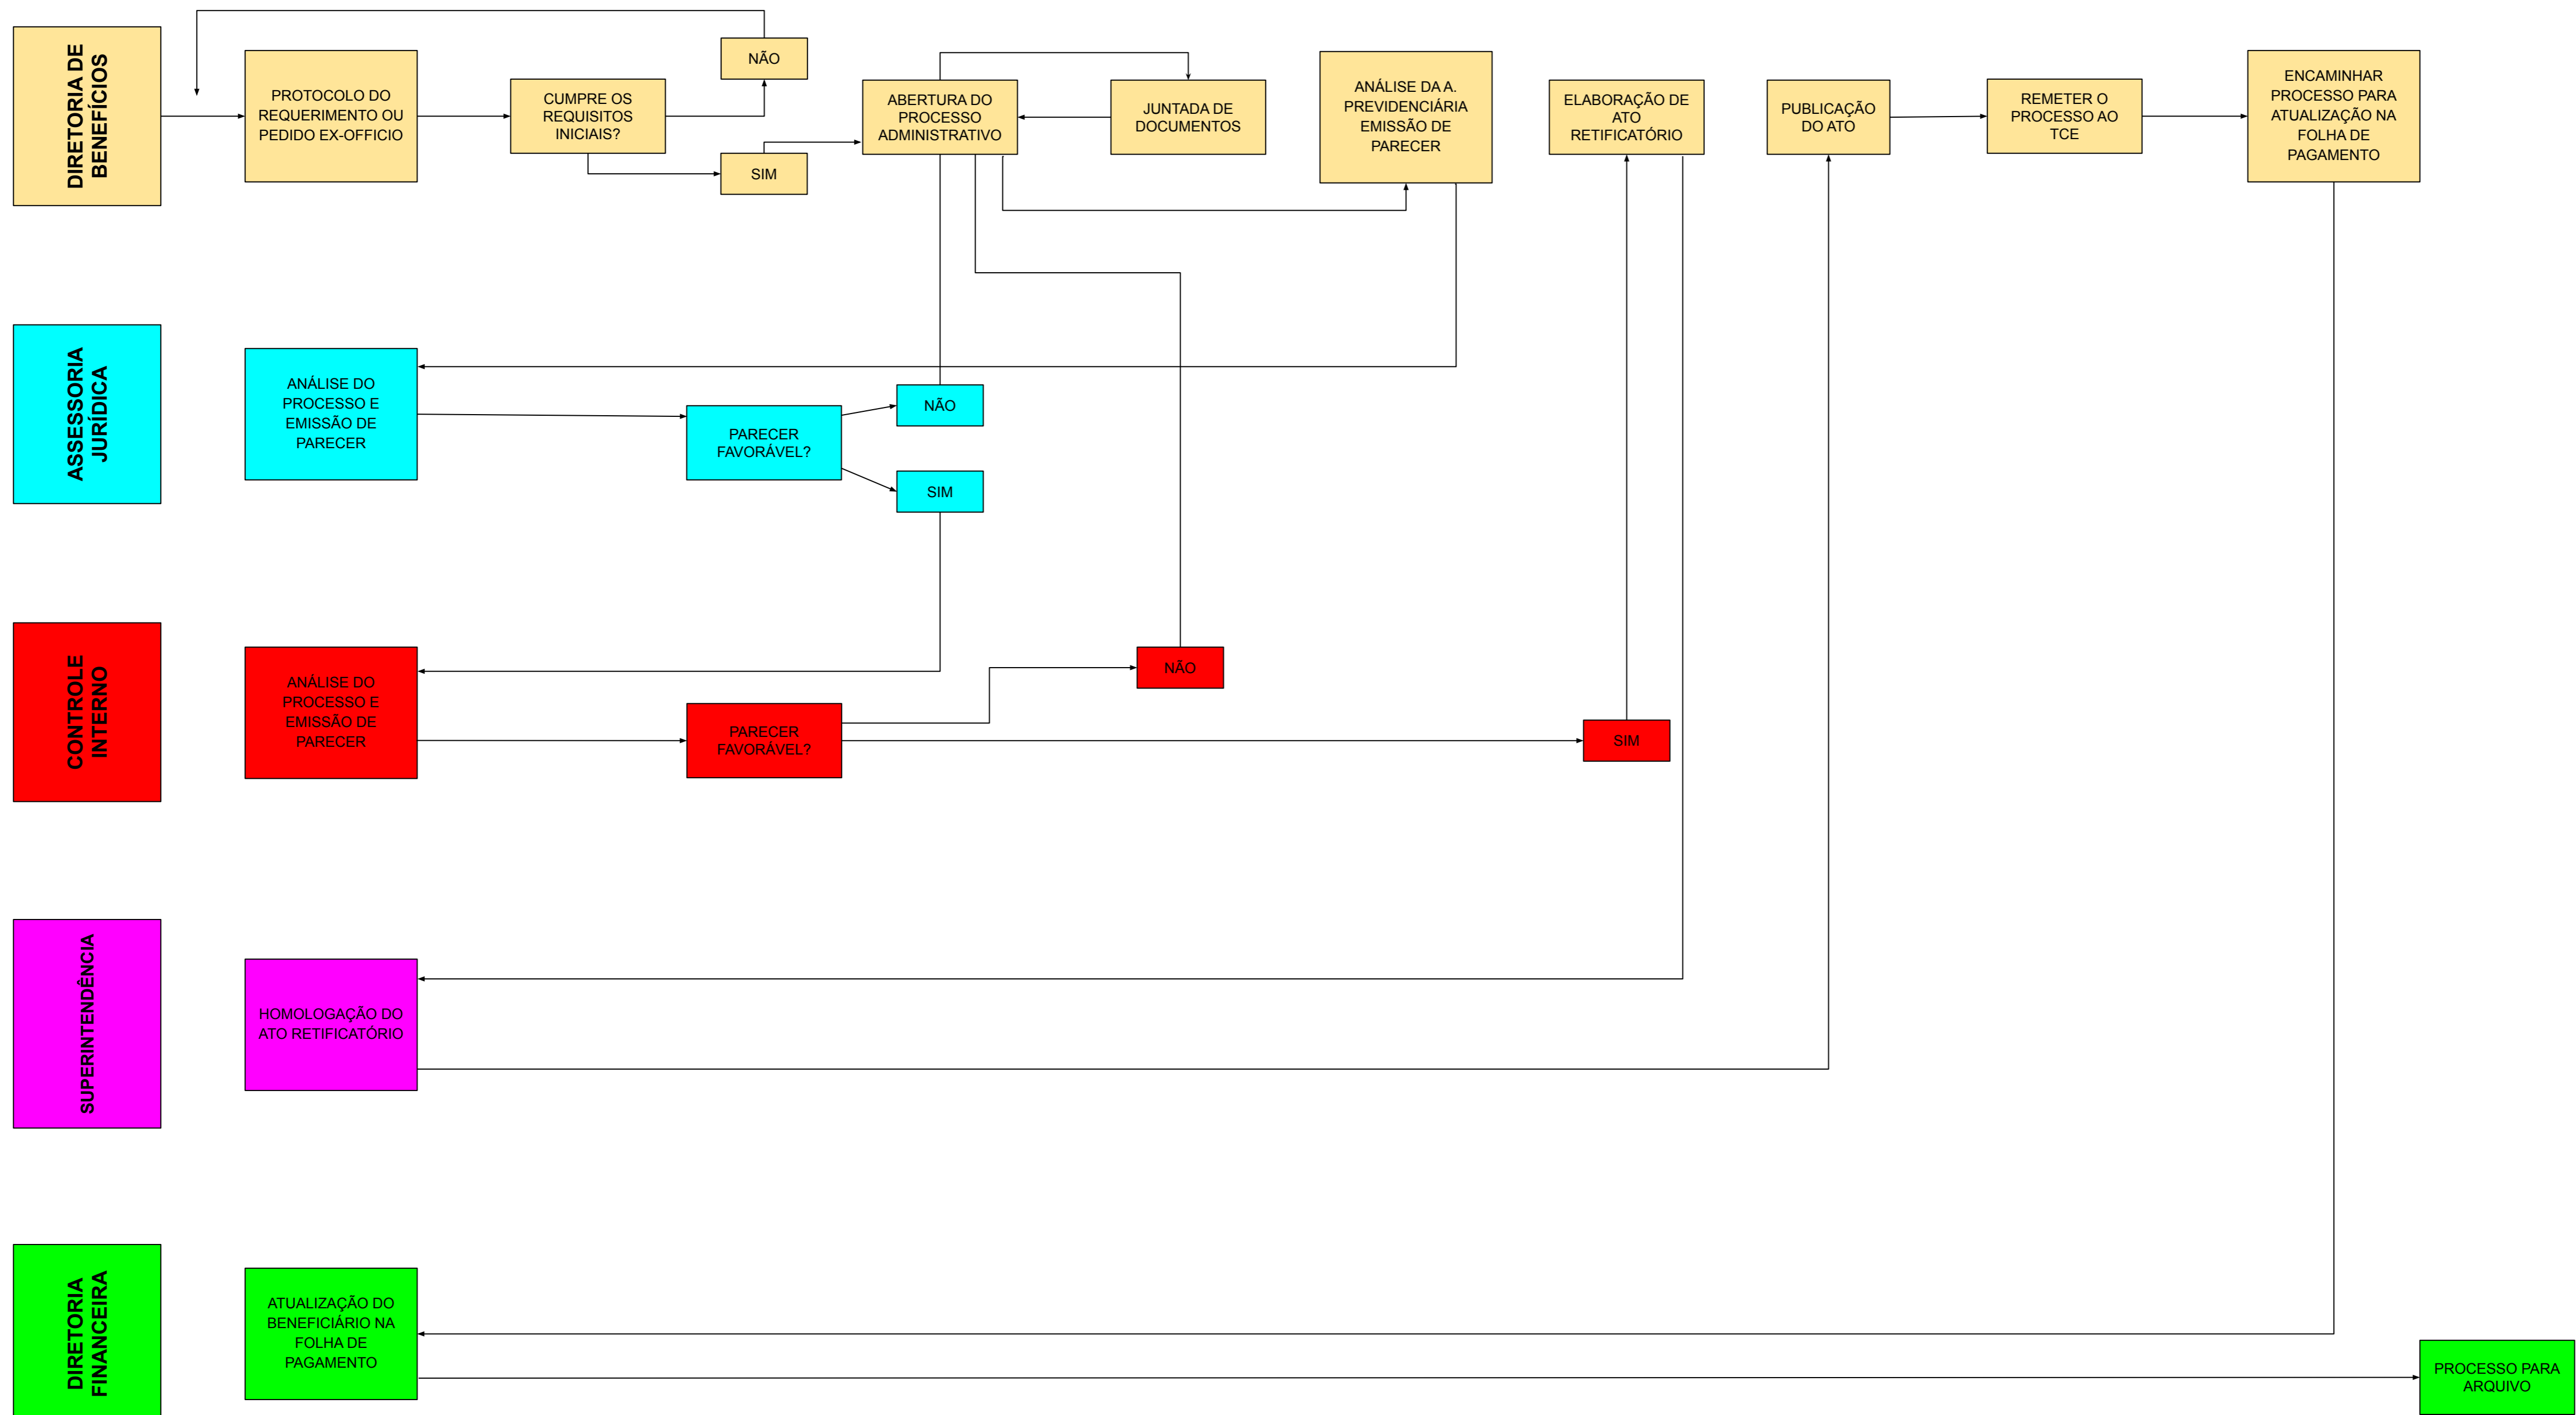 DIRETORIA DE
BENEFÍCIOS
PROTOCOLO DO
REQUERIMENTO OU
PEDIDO EX-OFFICIO
CUMPRE OS
REQUISITOS
INICIAIS?
NÃO
SIM
ABERTURA DO
PROCESSO
ADMINISTRATIVO
JUNTADA DE
DOCUMENTOS
ANÁLISE DA A.
PREVIDENCIÁRIA
EMISSÃO DE
PARECER
ELABORAÇÃO DE
ATO
RETIFICATÓRIO
PUBLICAÇÃO
DO ATO
REMETER O
PROCESSO AO
TCE
ENCAMINHAR
PROCESSO PARA
ATUALIZAÇÃO NA
FOLHA DE
PAGAMENTO
ASSESSORIA
JURÍDICA
ANÁLISE DO
PROCESSO E
EMISSÃO DE
PARECER
PARECER
FAVORÁVEL?
NÃO
SIM
CONTROLE
INTERNO
ANÁLISE DO
PROCESSO E
EMISSÃO DE
PARECER
PARECER
FAVORÁVEL?
NÃO
SIM
SUPERINTENDÊNCIA
HOMOLOGAÇÃO DO
ATO RETIFICATÓRIO
DIRETORIA
FINANCEIRA
ATUALIZAÇÃO DO
BENEFICIÁRIO NA
FOLHA DE
PAGAMENTO
PROCESSO PARA
ARQUIVO